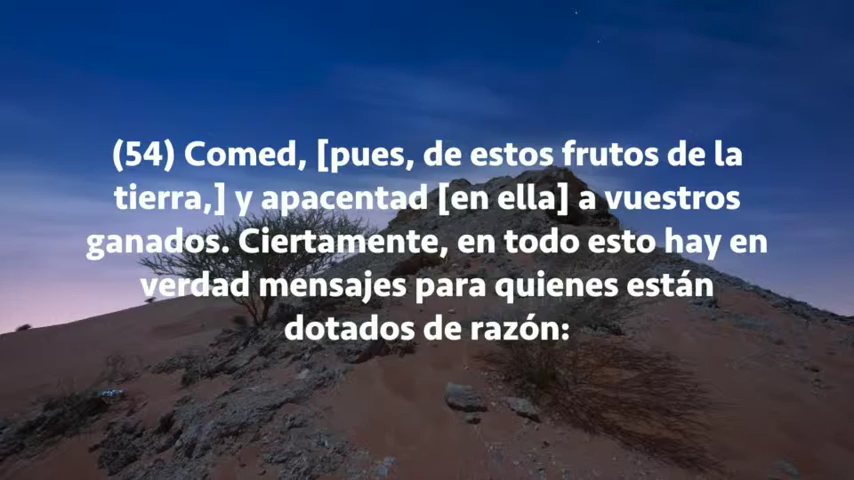 (54) Comed, [pues, de estos frutos de la
tierra,] y apacentad [en ella] a vuestros
ganados. Ciertamente, en todo esto hay en
verdad mensajes para quienes están
dotados de razón: